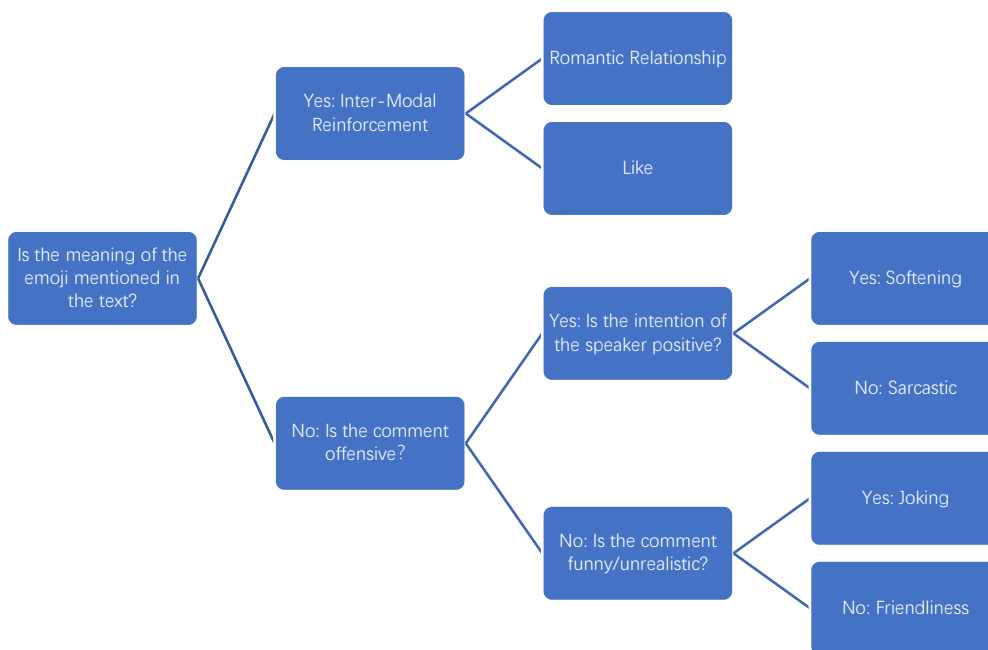 Romantic Relationship
Yes: Inter-Modal
Reinforcement
Like
Is the meaning of the
emoji mentioned in
the text?
Yes: Softening
Yes: Is the intention of
the speaker positive?
No: Sarcastic
No: Is the comment
offensive?
Yes: Joking
No: Is the comment
funny/unrealistic?
No: Friendliness